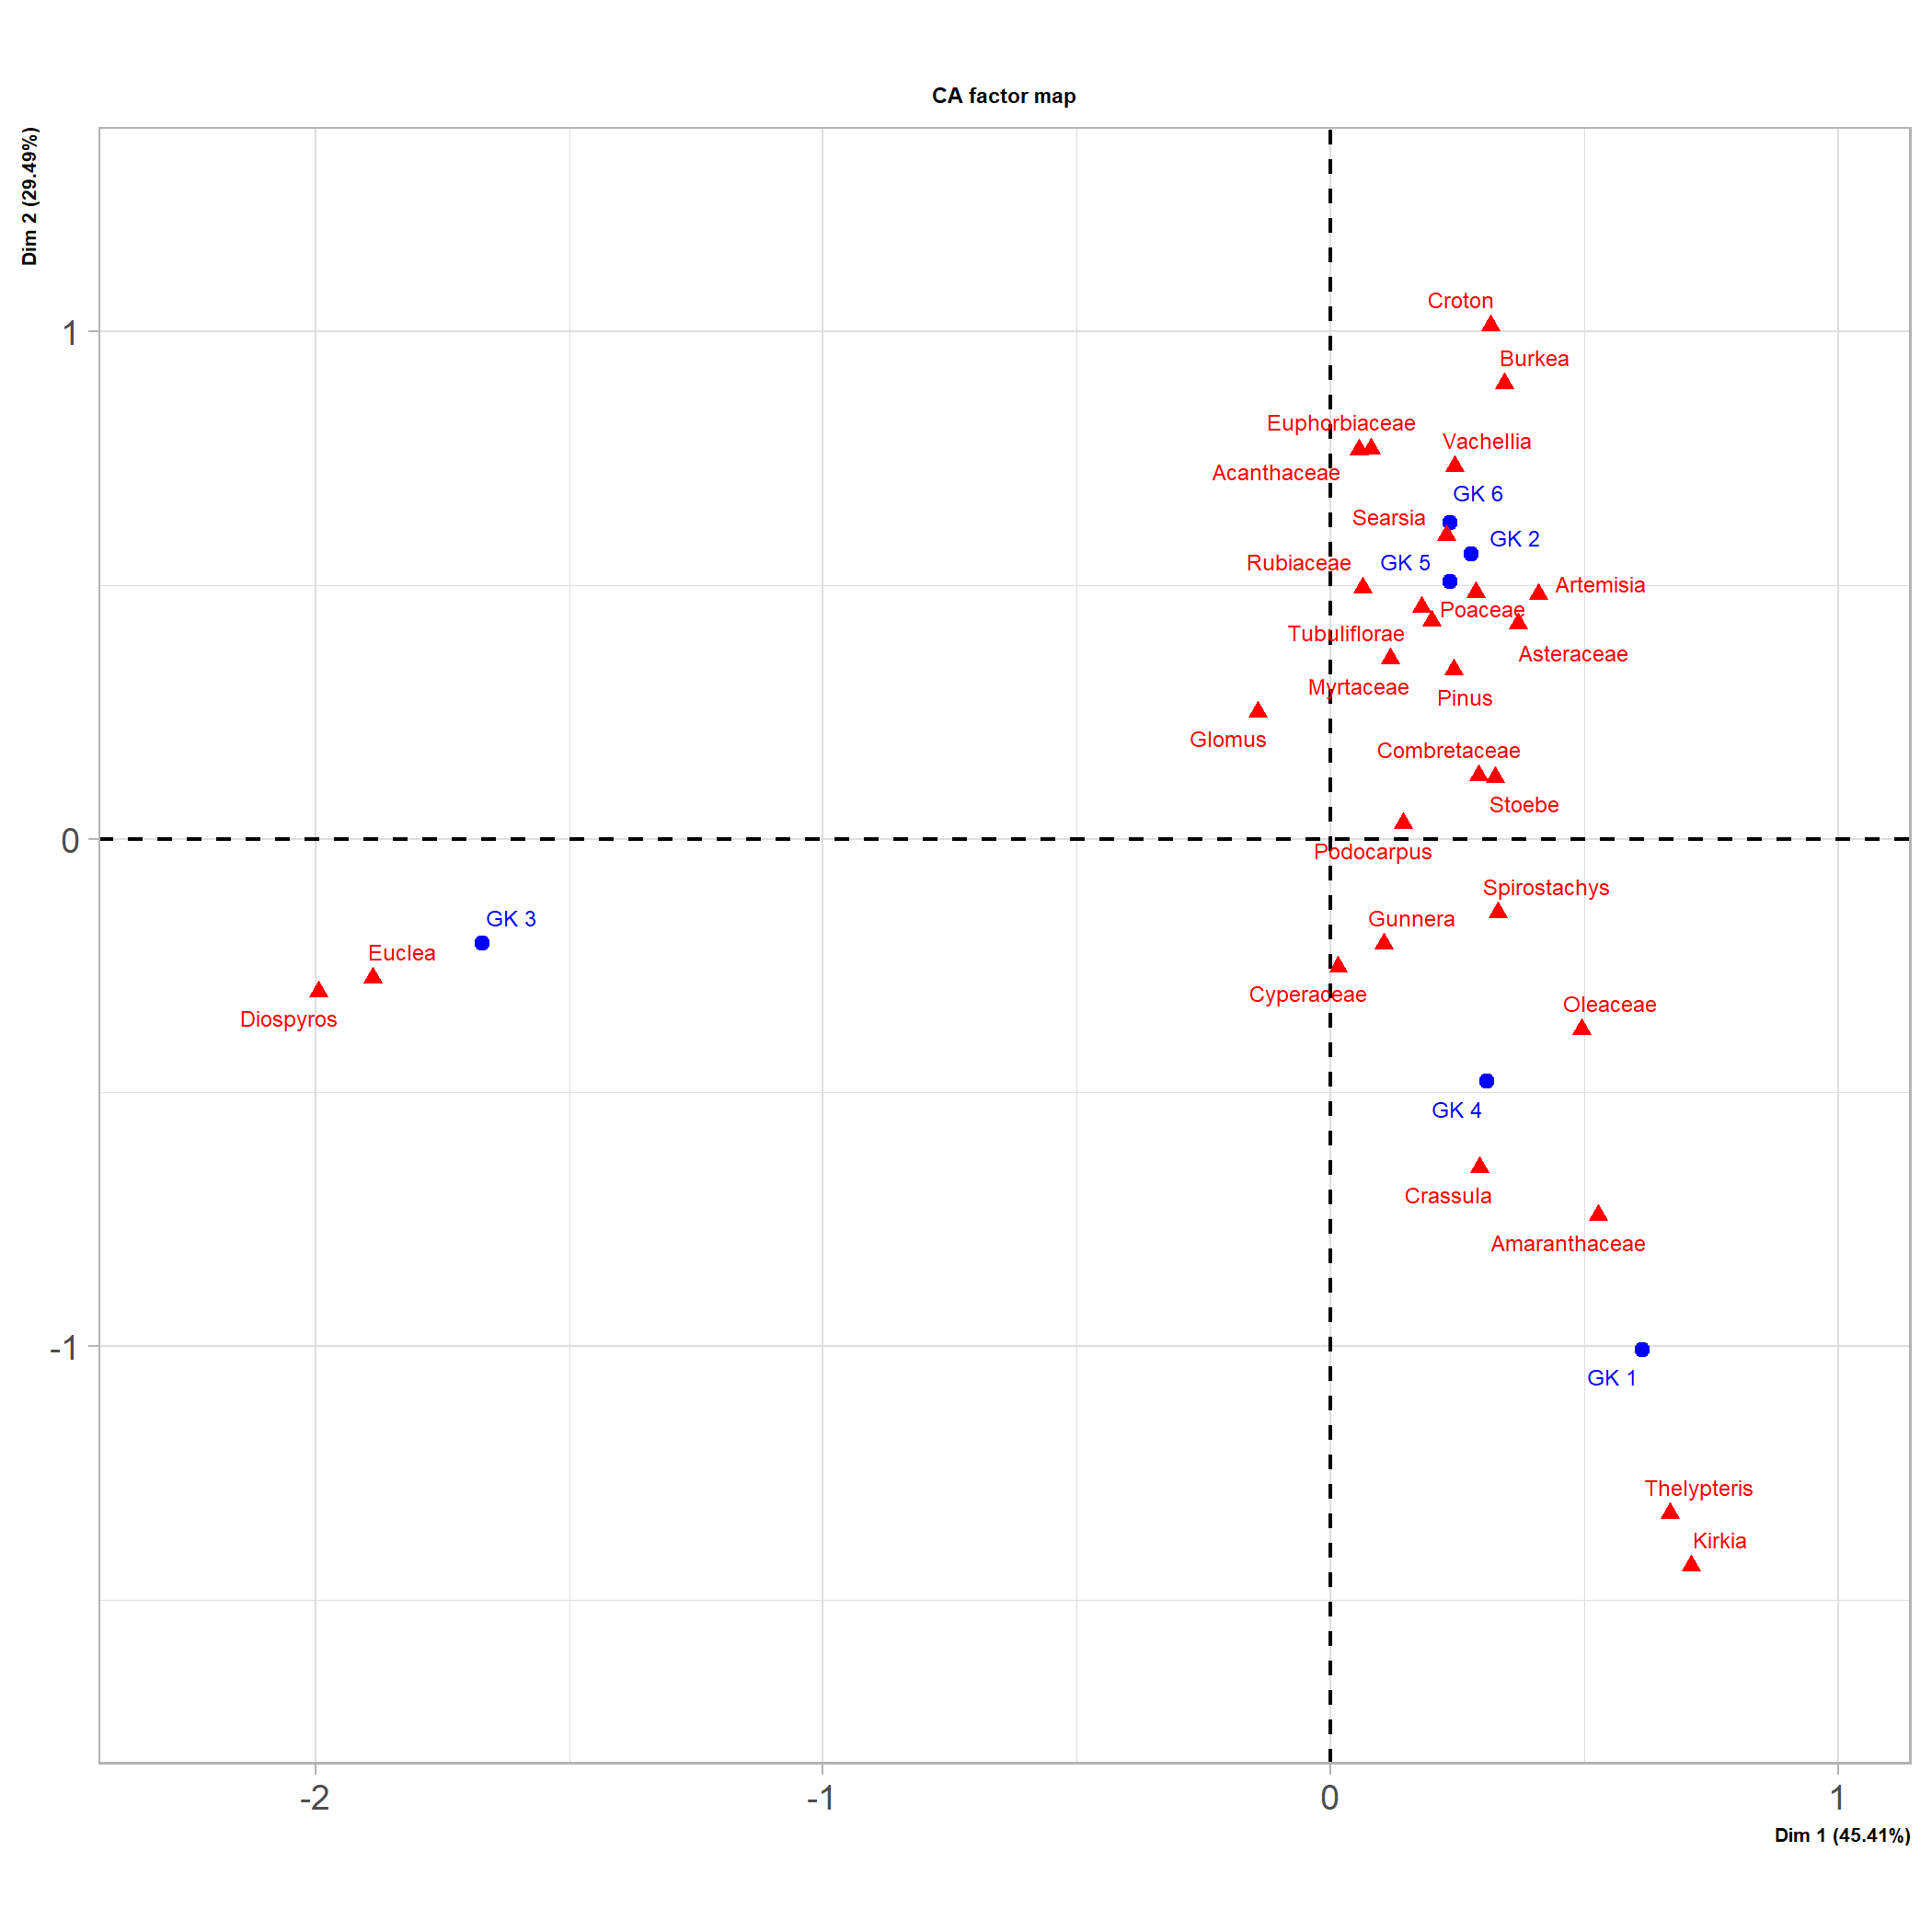 CA factor map
Dim 2 (29.49%)
Croton
1
Burkea
Euphorbiaceae
Vachellia
Acanthaceae
GK 6
Searsia
GK 2
Rubiaceae
GK 5
Artemisia
Poaceae
Tubuliflorae
Asteraceae
Myrtaceae
Pinus
Glomus
Combretaceae
Stoebe
0
Podocarpus
Spirostachys
GK 3
Gunnera
Euclea
Cyperaceae
Oleaceae
Diospyros
GK 4
Crassula
Amaranthaceae
-1
GK 1
Thelypteris
Kirkia
-2 -1 0 1
Dim 1 (45.41%)